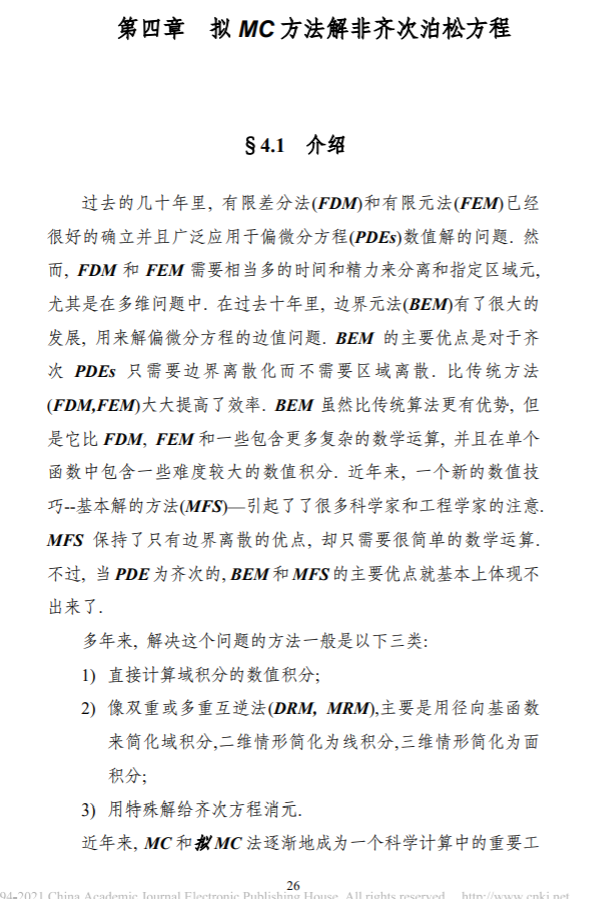 第四章 拟 MC 方法解非齐次泊松方程
§4.1 介绍
过去的几十年里, 有限差分法(FDM)和有限元法(FEM)已经
很好的确立并且广泛应用于偏微分方程(PDEs)数值解的问题. 然
而, FDM 和 FEM 需要相当多的时间和精力来分离和指定区域元,
尤其是在多维问题中. 在过去十年里, 边界元法(BEM)有了很大的
发展, 用来解偏微分方程的边值问题. BEM 的主要优点是对于齐
次 PDEs 只需要边界离散化而不需要区域离散. 比传统方法
(FDM,FEM)大大提高了效率. BEM 虽然比传统算法更有优势, 但
是它比 FDM, FEM 和一些包含更多复杂的数学运算, 并且在单个
函数中包含一些难度较大的数值积分. 近年来, 一个新的数值技
巧--基本解的方法(MFS)—引起了了很多科学家和工程学家的注意.
MFS 保持了只有边界离散的优点, 却只需要很简单的数学运算.
不过, 当 PDE 为齐次的, BEM 和 MFS 的主要优点就基本上体现不
出来了.
多年来, 解决这个问题的方法一般是以下三类:
1) 直接计算域积分的数值积分;
2) 像双重或多重互逆法(DRM, MRM),主要是用径向基函数
来简化域积分,二维情形简化为线积分,三维情形简化为面
积分;
3) 用特殊解给齐次方程消元.
近年来, MC 和拟 MC 法逐渐地成为一个科学计算中的重要工
26
94-2021 China Academic Journal Electronic Publishing House. All rights reserved. http://www.cnki.net